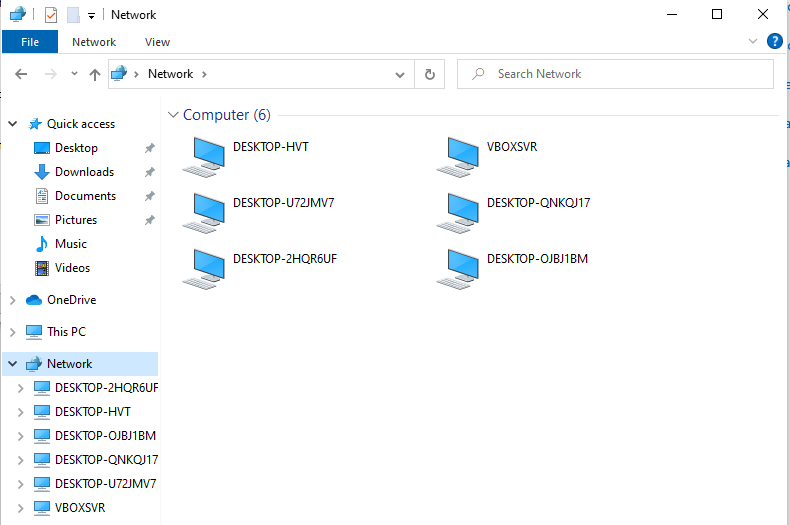 Network
File
Network
View
Network
Search Network
Quick access
Desktop
Downloads
Documents
Pictures
Music
Videos
OneDrive
This PC
Network
DESKTOP-2HQR6UF
DESKTOP-HVT
DESKTOP-OJBJ1BM
DESKTOP-QNKQJ17
DESKTOP-U72JMV7
VBOXSVR
Computer (6)
DESKTOP-HVT
VBOXSVR
DESKTOP-U72JMV7
DESKTOP-QNKQJ17
DESKTOP-2HQR6UF
DESKTOP-OJBJ1BM